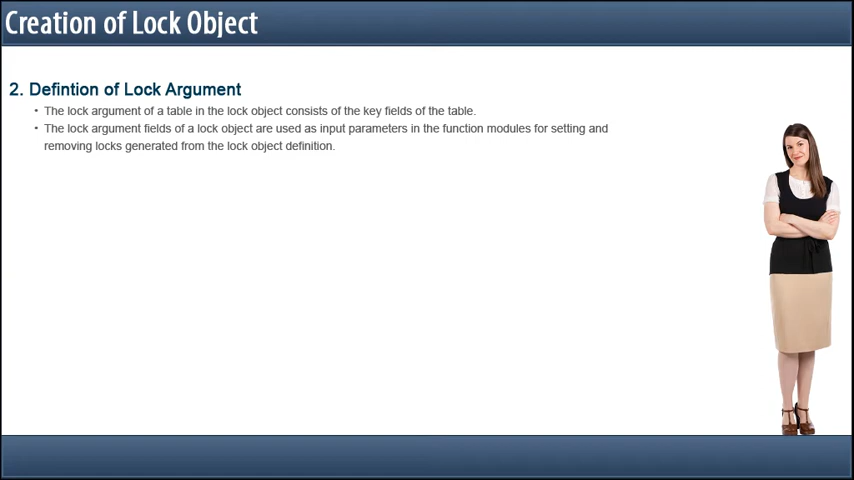 Creation of Lock Object
2. Defintion of Lock Argument
• The lock argument of a table in the lock object consists of the key fields of the table.
• The lock argument fields of a lock object are used as input parameters in the function modules for setting and
removing locks generated from the lock object definition.